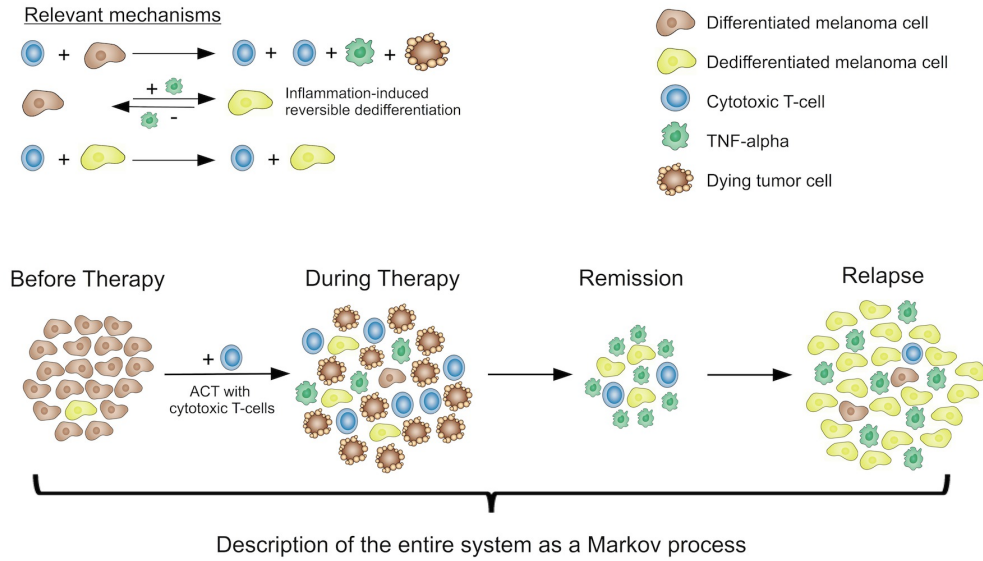 Relevant mechanisms
+
+
+
+
+ -
Inflammation-induced
reversible dedifferentiation
+
+
Differentiated melanoma cell
Dedifferentiated melanoma cell
Cytotoxic T-cell
TNF-alpha
Dying tumor cell
Before Therapy
During Therapy
Remission
Relapse
+
ACT with
cytotoxic T-cells
Description of the entire system as a Markov process